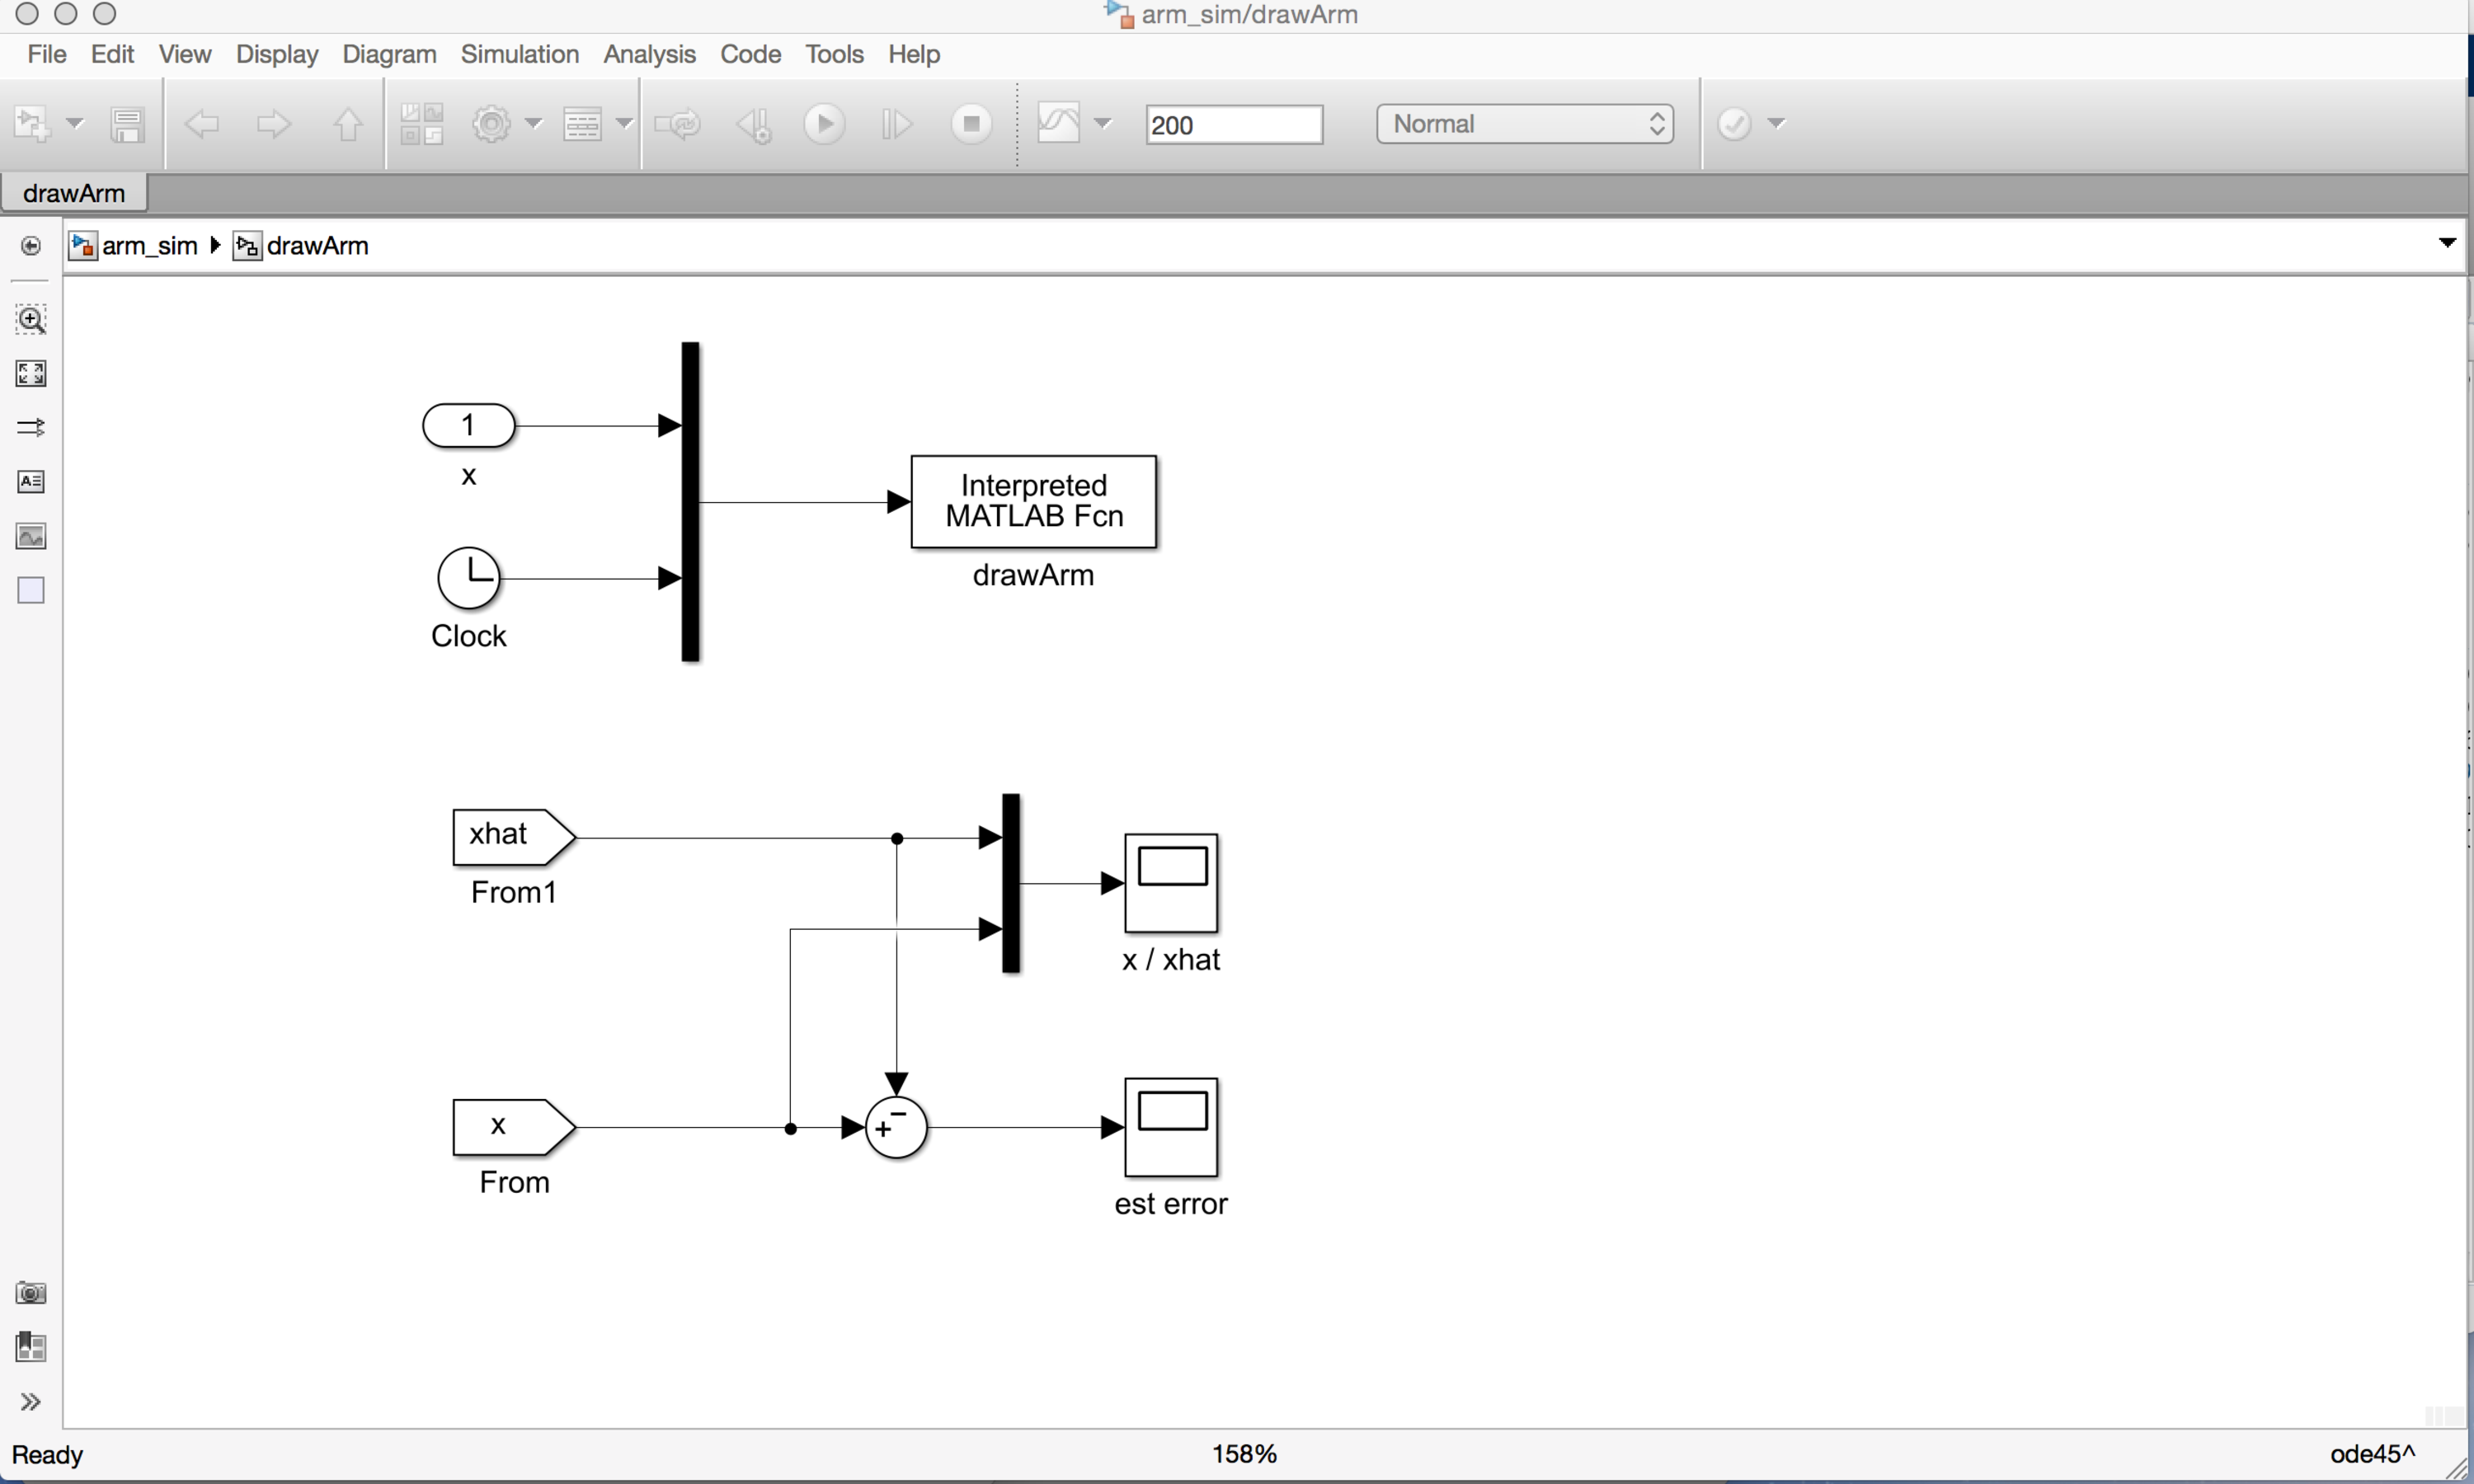 arm_sim/drawArm
File Edit View Display Diagram Simulation Analysis Code Tools Help
200
Normal
drawArm
arm_sim drawArm
1
x
Clock
Interpreted
MATLAB Fcn
drawArm
xhat
From1
x / xhat
x
From
+ −
est error
Ready
158%
ode45^